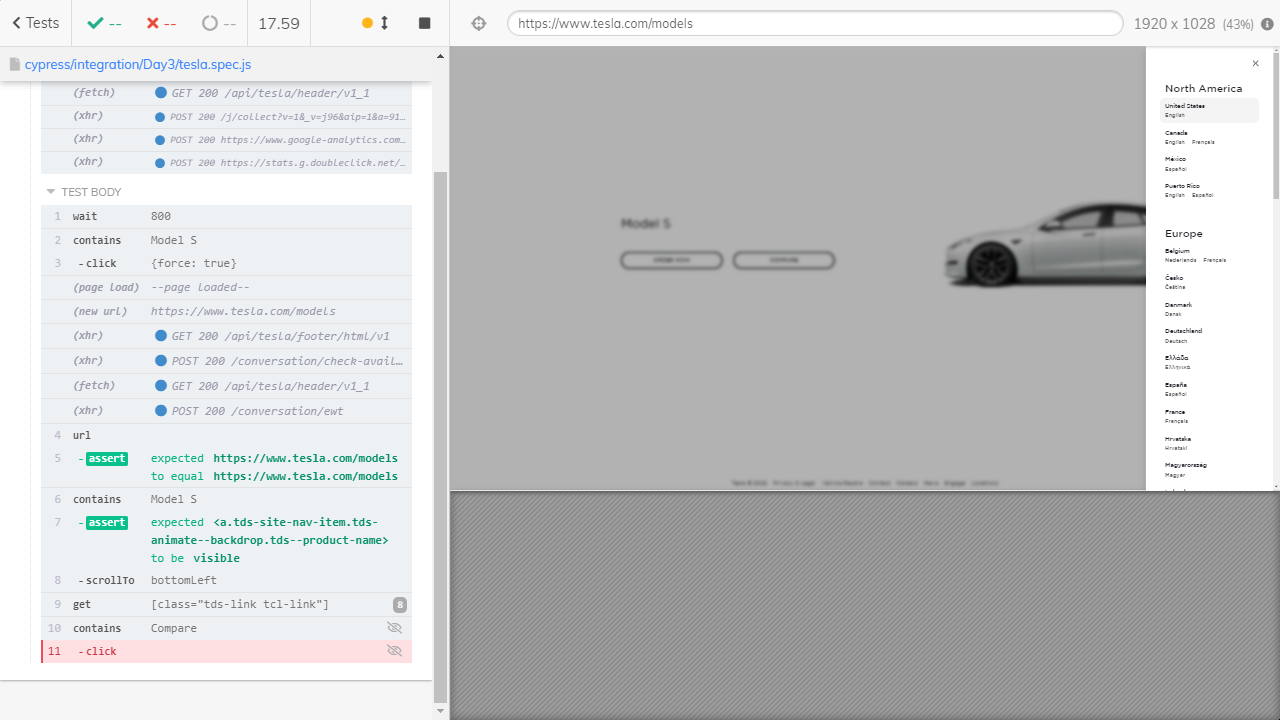 Tests
--
--
--
17.59
https://www.tesla.com/models
1920 x 1028 (43%)
cypress/integration/Day3/tesla.spec.js
(fetch) GET 200 /api/tesla/header/v1_1
(xhr) POST 200 /j/collect?v=1&_v=j96&aip=1&a=91…
(xhr) POST 200 https://www.google-analytics.com…
(xhr) POST 200 https://stats.g.doubleclick.net/…
TEST BODY
1 wait 800
2 contains Model S
3 -click {force: true}
(page load) --page loaded--
(new url) https://www.tesla.com/models
(xhr) GET 200 /api/tesla/footer/html/v1
(xhr) POST 200 /conversation/check-avail…
(fetch) GET 200 /api/tesla/header/v1_1
(xhr) POST 200 /conversation/ewt
4 url
5 -assert expected https://www.tesla.com/models
to equal https://www.tesla.com/models
6 contains Model S
7 -assert expected <a.tds-site-nav-item.tds-
animate--backdrop.tds--product-name>
to be visible
8 -scrollTo bottomLeft
9 get [class="tds-link tcl-link"] 8
10 contains Compare
11 -click
Model S
ORDER NOW
COMPARE
North America
United States
English
Canada
English Français
México
Español
Puerto Rico
English Español
Europe
Belgium
Nederlands Français
Česko
Čeština
Danmark
Dansk
Deutschland
Deutsch
Ελλάδα
Ελληνικά
España
Español
France
Français
Hrvatska
Hrvatski
Magyarország
Magyar